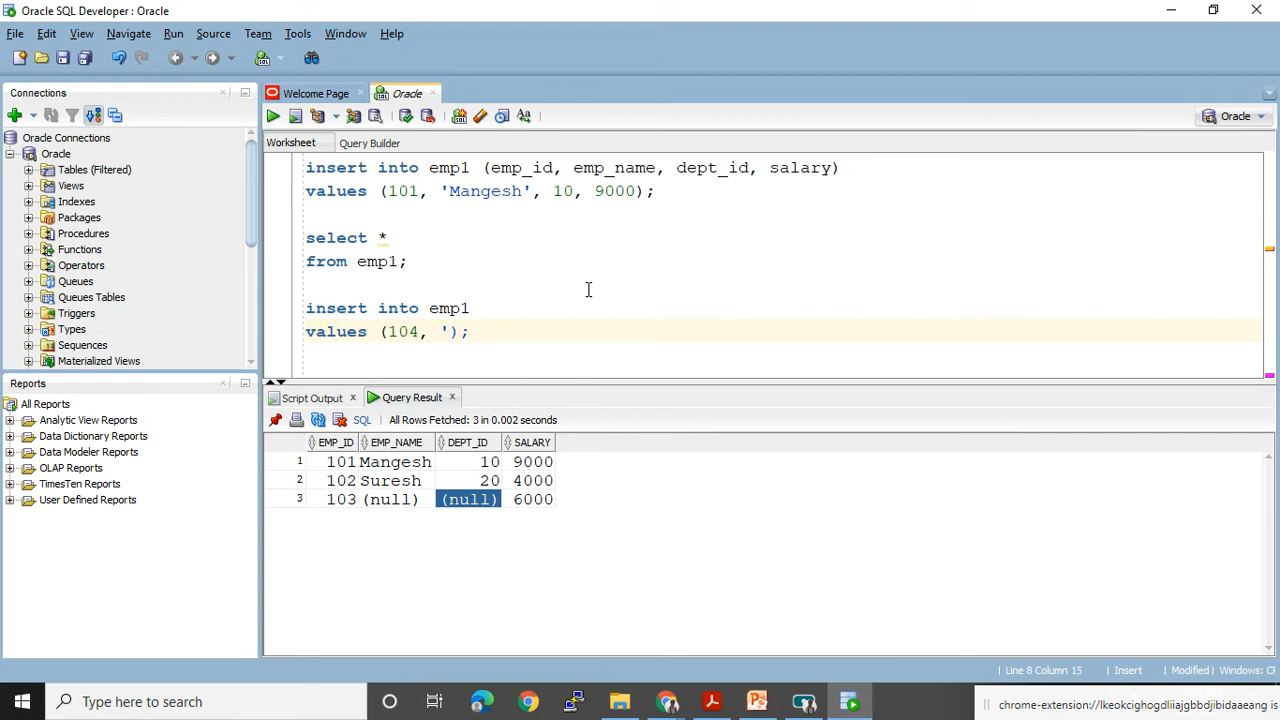 Oracle SQL Developer : Oracle
File Edit View Navigate Run Source Team Tools Window Help
Connections
Oracle Connections
Oracle
Tables (Filtered)
Views
Indexes
Packages
Procedures
Functions
Operators
Queues
Queues Tables
Triggers
Types
Sequences
Materialized Views
Reports
All Reports
Analytic View Reports
Data Dictionary Reports
Data Modeler Reports
OLAP Reports
TimesTen Reports
User Defined Reports
Welcome Page Oracle
Oracle
Worksheet Query Builder
insert into emp1 (emp_id, emp_name, dept_id, salary)
values (101, 'Mangesh', 10, 9000);
select *
from emp1;
insert into emp1
values (104, ');
Script Output Query Result
SQL All Rows Fetched: 3 in 0.002 seconds
EMP_ID EMP_NAME DEPT_ID SALARY
1 101 Mangesh 10 9000
2 102 Suresh 20 4000
3 103 (null) (null) 6000
Line 8 Column 15 Insert Modified Windows: Cl
Type here to search
chrome-extension://lkeokcighogdliiajgbbdjibidaaeang is